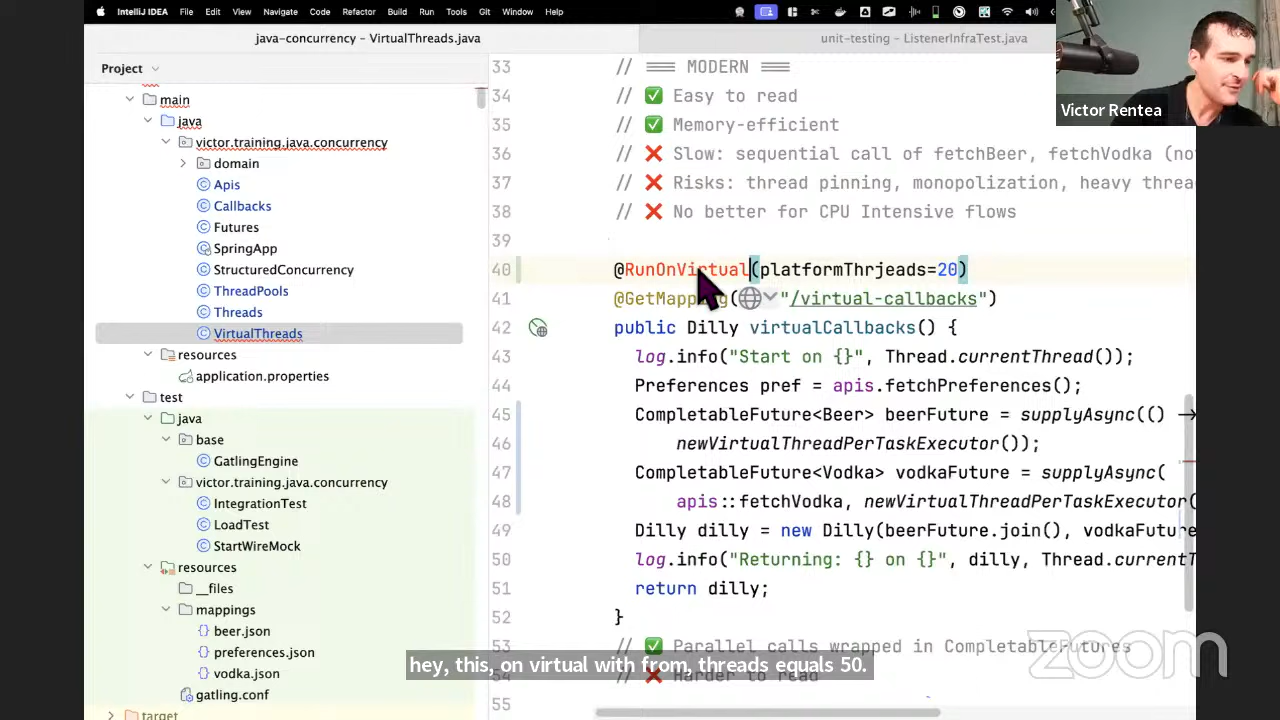 IntelliJ IDEA File Edit View Navigate Code Refactor Build Run Tools Git Window Help
java-concurrency – VirtualThreads.java
unit-testing – ListenerInfraTest.java
Victor Rentea
Project
main
java
victor.training.java.concurrency
domain
Apis
Callbacks
Futures
SpringApp
StructuredConcurrency
ThreadPools
Threads
VirtualThreads
resources
application.properties
test
java
base
GatlingEngine
victor.training.java.concurrency
IntegrationTest
LoadTest
StartWireMock
resources
__files
mappings
beer.json
preferences.json
vodka.json
gatling.conf
target
33 // === MODERN ===
34 // ✅ Easy to read
35 // ✅ Memory-efficient
36 // ❌ Slow: sequential call of fetchBeer, fetchVodka (no
37 // ❌ Risks: thread pinning, monopolization, heavy threa
38 // ❌ No better for CPU Intensive flows
39
40 @RunOnVirtual(platformThrjeads=20)
41 @GetMapping("/virtual-callbacks")
42 public Dilly virtualCallbacks() {
43 log.info("Start on {}", Thread.currentThread());
44 Preferences pref = apis.fetchPreferences();
45 CompletableFuture<Beer> beerFuture = supplyAsync(() ->
46 newVirtualThreadPerTaskExecutor());
47 CompletableFuture<Vodka> vodkaFuture = supplyAsync(
48 apis::fetchVodka, newVirtualThreadPerTaskExecutor(
49 Dilly dilly = new Dilly(beerFuture.join(), vodkaFuture
50 log.info("Returning: {} on {}", dilly, Thread.currentT
51 return dilly;
52 }
53 // ✅ Parallel calls wrapped in CompletableFutures
// ❌ Harder to read
55
hey, this, on virtual with from, threads equals 50.
zoom